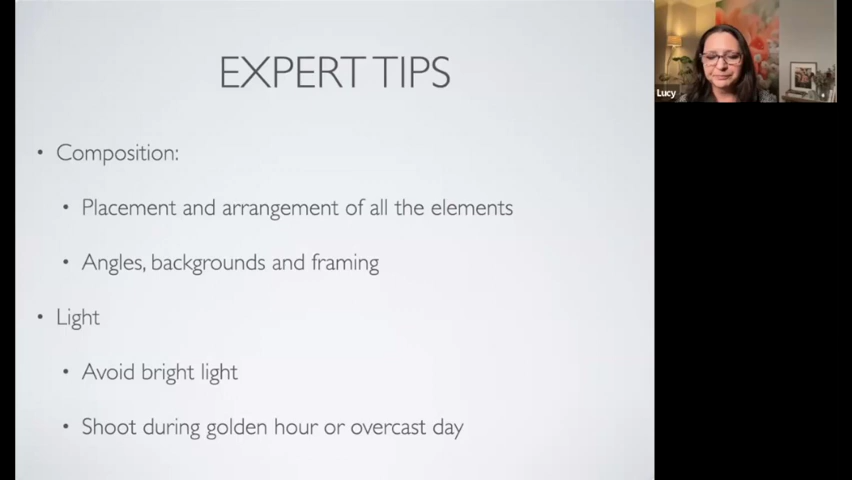 EXPERT TIPS
• Composition:
• Placement and arrangement of all the elements
• Angles, backgrounds and framing
• Light
• Avoid bright light
• Shoot during golden hour or overcast day
Lucy